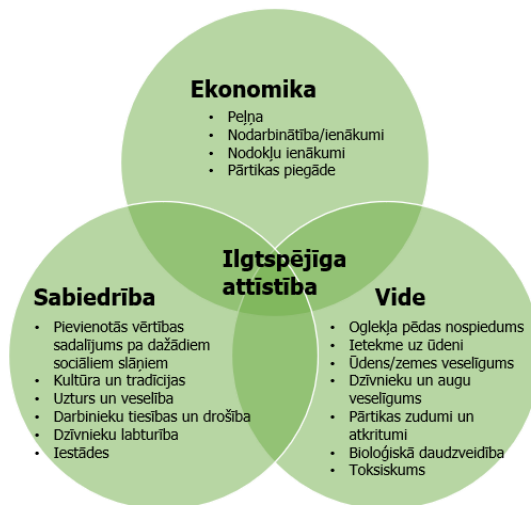 Ekonomika
• Peļņa
• Nodarbinātība/ienākumi
• Nodokļu ienākumi
• Pārtikas piegāde
Ilgtspējīga
attīstība
Sabiedrība
• Pievienotās vērtības
sadalījums pa dažādiem
sociāliem slāņiem
• Kultūra un tradīcijas
• Uzturs un veselība
• Darbinieku tiesības un drošība
• Dzīvnieku labturība
• Iestādes
Vide
• Oglekļa pēdas nospiedums
• Ietekme uz ūdeni
• Ūdens/zemes veselīgums
• Dzīvnieku un augu
veselīgums
• Pārtikas zudumi un
atkritumi
• Bioloģiskā daudzveidība
• Toksiskums